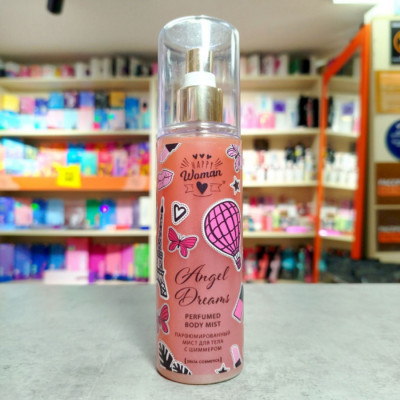 HAPPY
Woman
Angel
Dreams
PERFUMED
BODY MIST
ПАРФЮМИРОВАННЫЙ
МИСТ ДЛЯ ТЕЛА
С ШИММЕРОМ